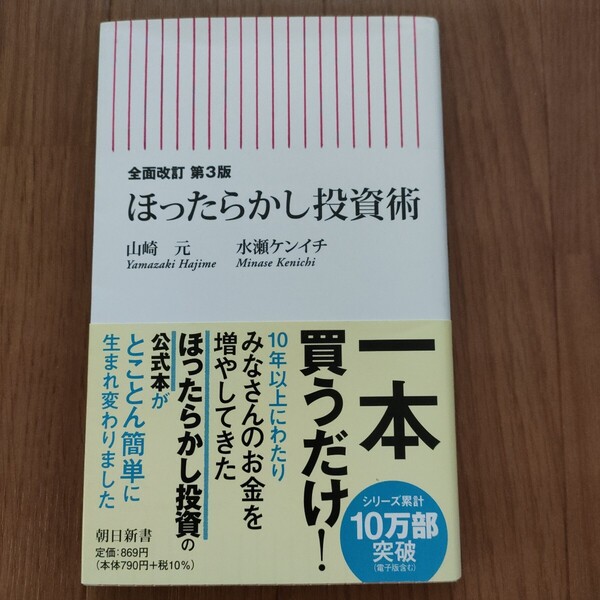 全面改訂 第3版
ほったらかし投資術
山崎 元 水瀬ケンイチ
Yamazaki Hajime Minase Kenichi
一本
買うだけ!
10年以上にわたり
みなさんのお金を
増やしてきた
ほったらかし投資の
公式本が
とことん簡単に
生まれ変わりました
シリーズ累計
10万部
突破
(電子版含む)
朝日新書
定価:869円
(本体790円+税10%)